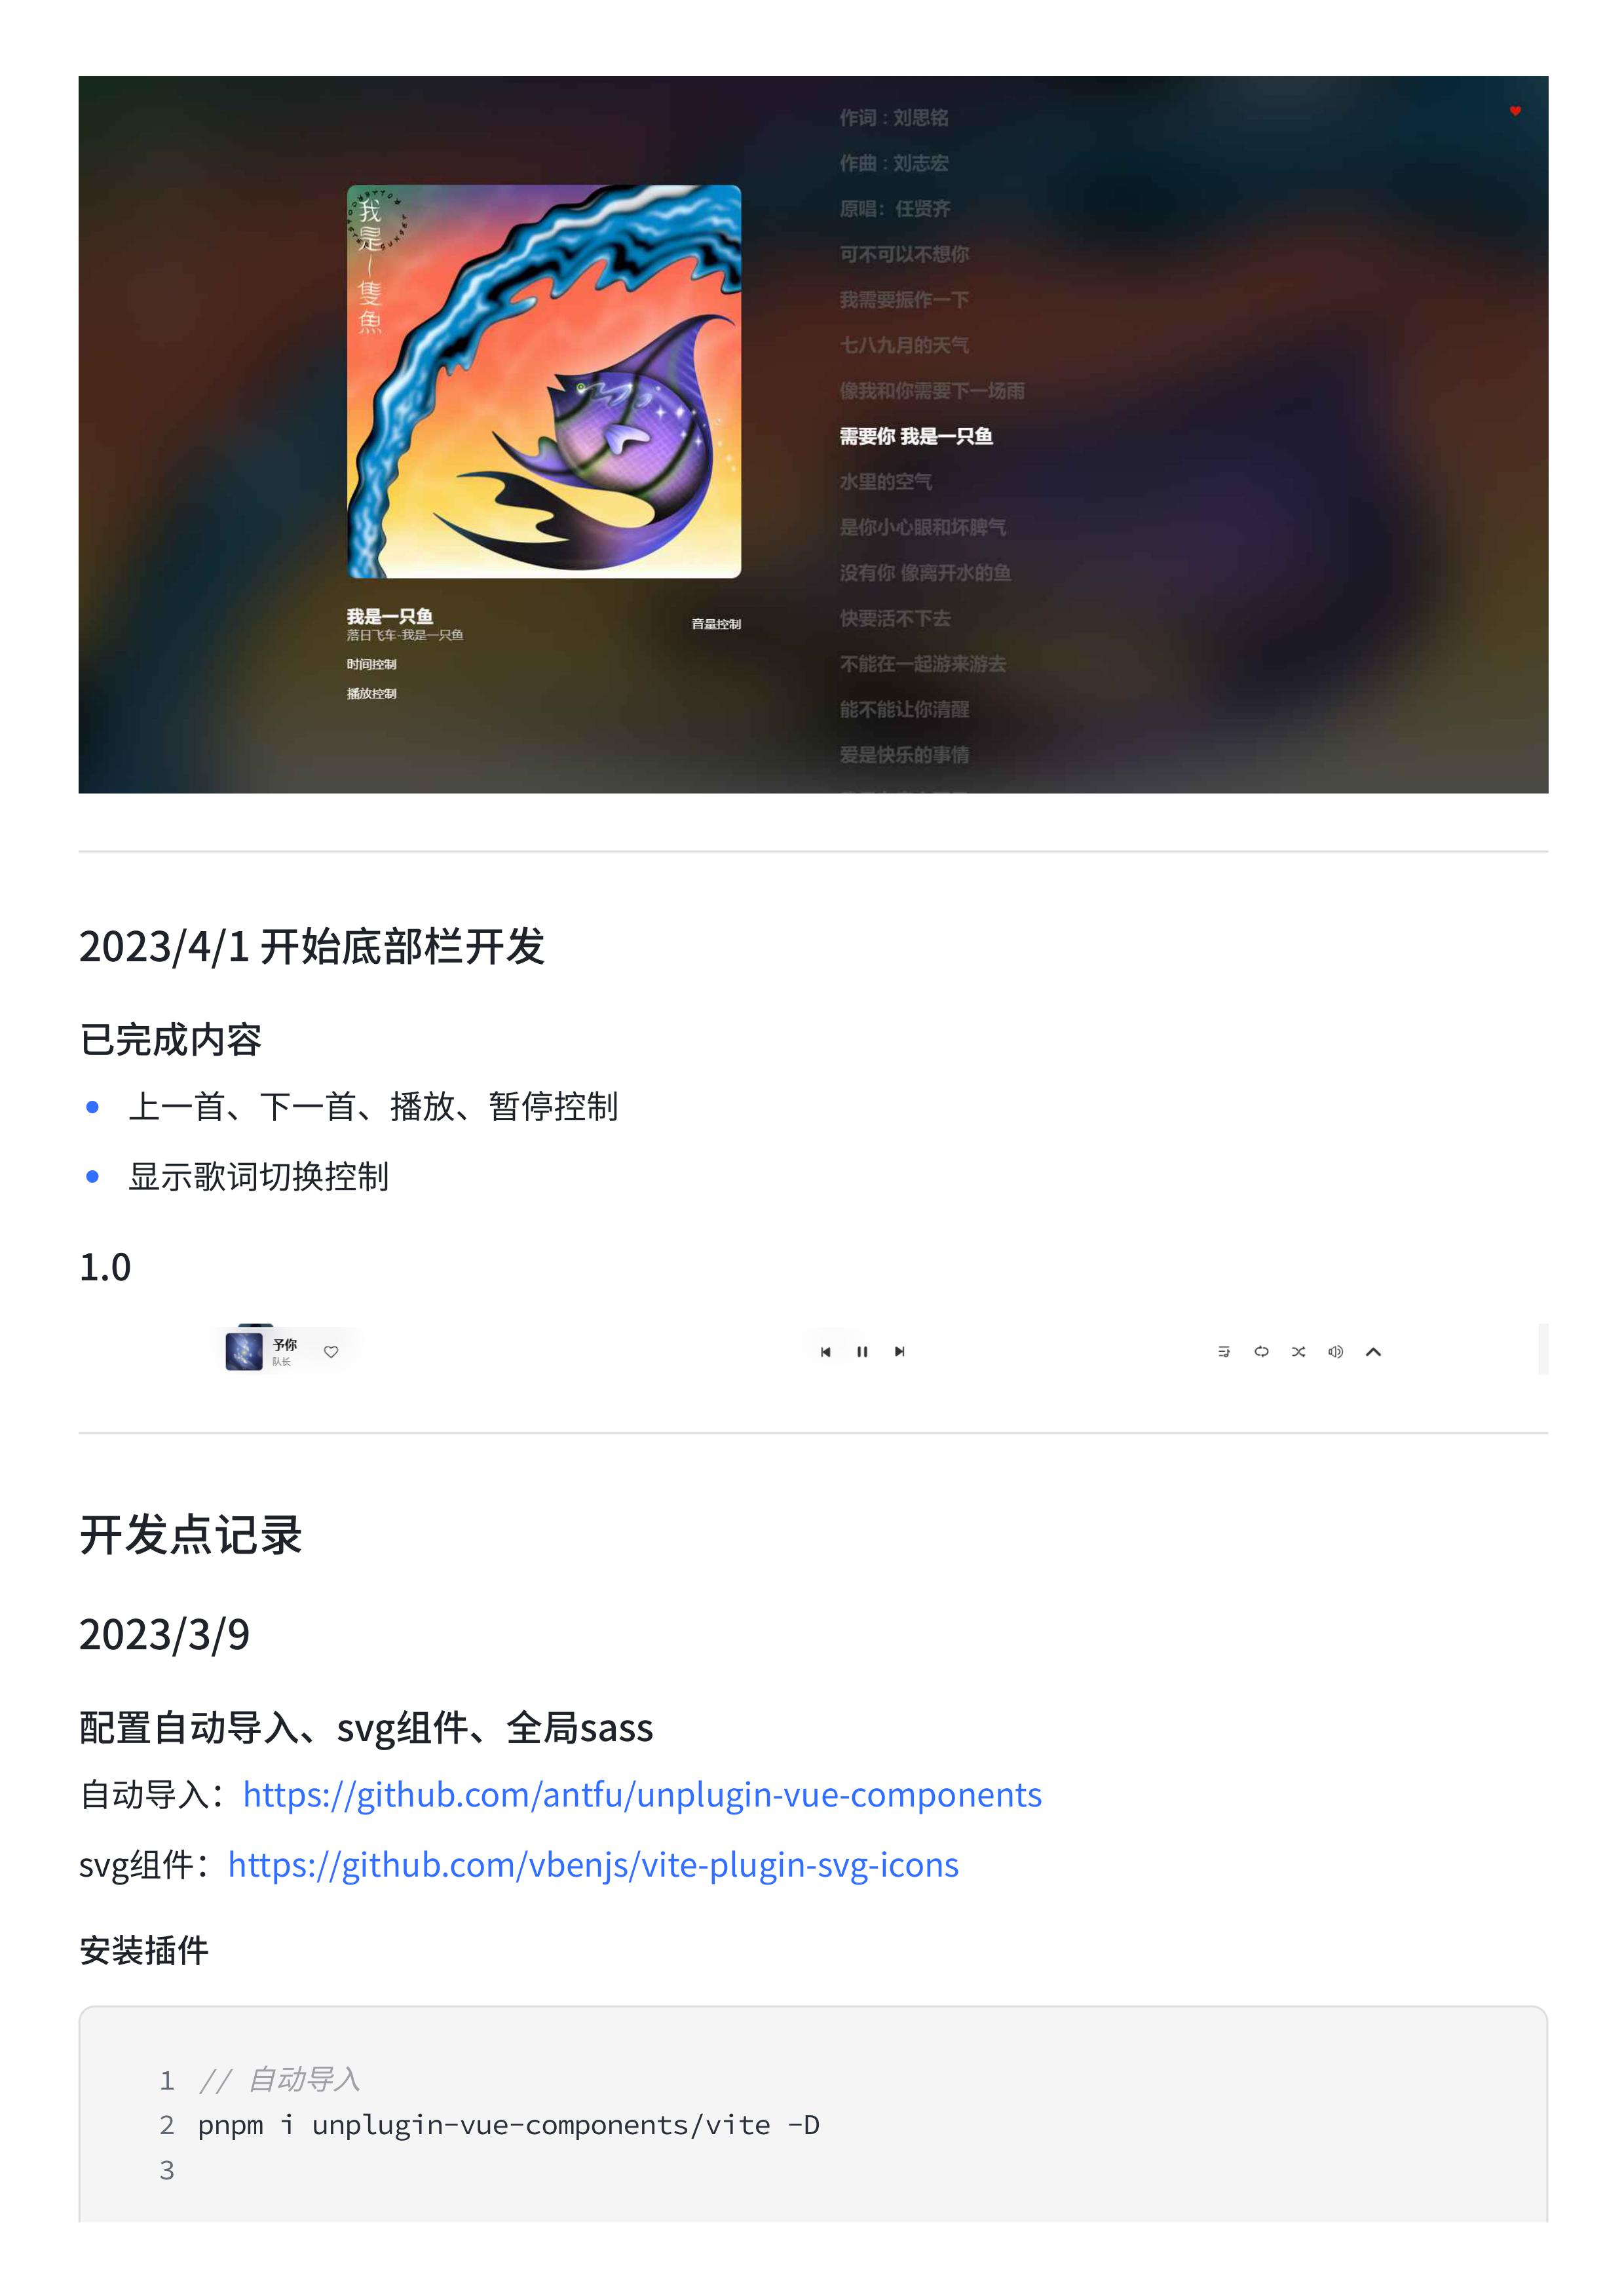 我是一隻魚
作词：刘思铭
作曲：刘志宏
原唱：任贤齐
可不可以不想你
我需要振作一下
七八九月的天气
像我和你需要下一场雨
需要你 我是一只鱼
水里的空气
是你小心眼和坏脾气
没有你 像离开水的鱼
快要活不下去
不能在一起游来游去
能不能让你清醒
爱是快乐的事情
我是一只鱼
落日飞车-我是一只鱼
音量控制
时间控制
播放控制
2023/4/1 开始底部栏开发
已完成内容
上一首、下一首、播放、暂停控制
显示歌词切换控制
1.0
予你
队长
开发点记录
2023/3/9
配置自动导入、svg组件、全局sass
自动导入：https://github.com/antfu/unplugin-vue-components
svg组件：https://github.com/vbenjs/vite-plugin-svg-icons
安装插件
1 // 自动导入
2 pnpm i unplugin-vue-components/vite -D
3